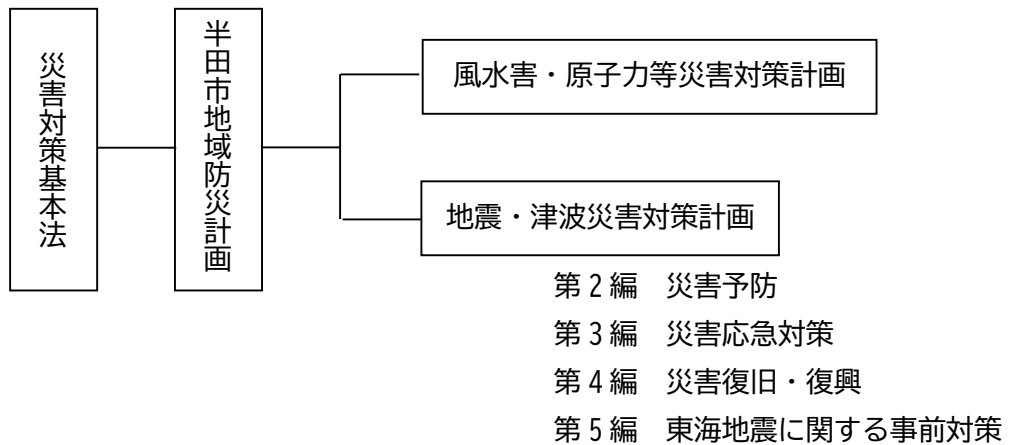 災害対策基本法
半田市地域防災計画
風水害・原子力等災害対策計画
地震・津波災害対策計画
第2編 災害予防
第3編 災害応急対策
第4編 災害復旧・復興
第5編 東海地震に関する事前対策